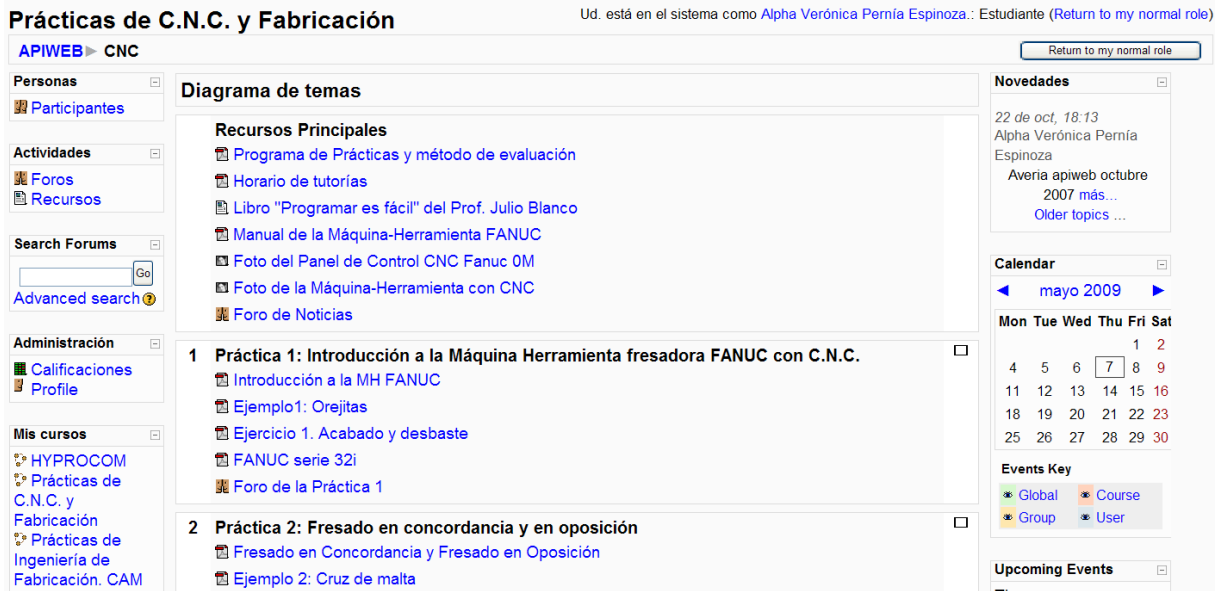 Prácticas de C.N.C. y Fabricación
Ud. está en el sistema como Alpha Verónica Pernía Espinoza.: Estudiante (Return to my normal role)
APIWEB► CNC
Return to my normal role
Personas
Participantes
Actividades
Foros
Recursos
Search Forums
Go
Advanced search ?
Administración
Calificaciones
Profile
Mis cursos
HYPROCOM
Prácticas de
C.N.C. y
Fabricación
Prácticas de
Ingeniería de
Fabricación. CAM
Diagrama de temas
Recursos Principales
Programa de Prácticas y método de evaluación
Horario de tutorías
Libro "Programar es fácil" del Prof. Julio Blanco
Manual de la Máquina-Herramienta FANUC
Foto del Panel de Control CNC Fanuc 0M
Foto de la Máquina-Herramienta con CNC
Foro de Noticias
1 Práctica 1: Introducción a la Máquina Herramienta fresadora FANUC con C.N.C.
Introducción a la MH FANUC
Ejemplo1: Orejitas
Ejercicio 1. Acabado y desbaste
FANUC serie 32i
Foro de la Práctica 1
2 Práctica 2: Fresado en concordancia y en oposición
Fresado en Concordancia y Fresado en Oposición
Ejemplo 2: Cruz de malta
Novedades
22 de oct, 18:13
Alpha Verónica Pernía
Espinoza
Averia apiweb octubre
2007 más...
Older topics ...
Calendar
◄ mayo 2009 ►
Mon Tue Wed Thu Fri Sat
1 2
4 5 6 7 8 9
11 12 13 14 15 16
18 19 20 21 22 23
25 26 27 28 29 30
Events Key
Global Course
Group User
Upcoming Events